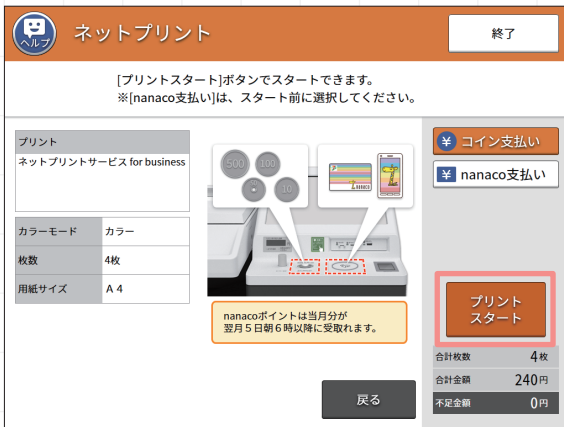 ヘルプ
ネットプリント
終了
[プリントスタート]ボタンでスタートできます。
※[nanaco支払い]は、スタート前に選択してください。
プリント
ネットプリントサービス for business
カラーモード カラー
枚数 4枚
用紙サイズ A 4
500
100
10
nanaco
nanacoポイントは当月分が
翌月５日朝６時以降に受取れます。
戻る
¥ コイン支払い
¥ nanaco支払い
プリント
スタート
合計枚数 4枚
合計金額 240円
不足金額 0円